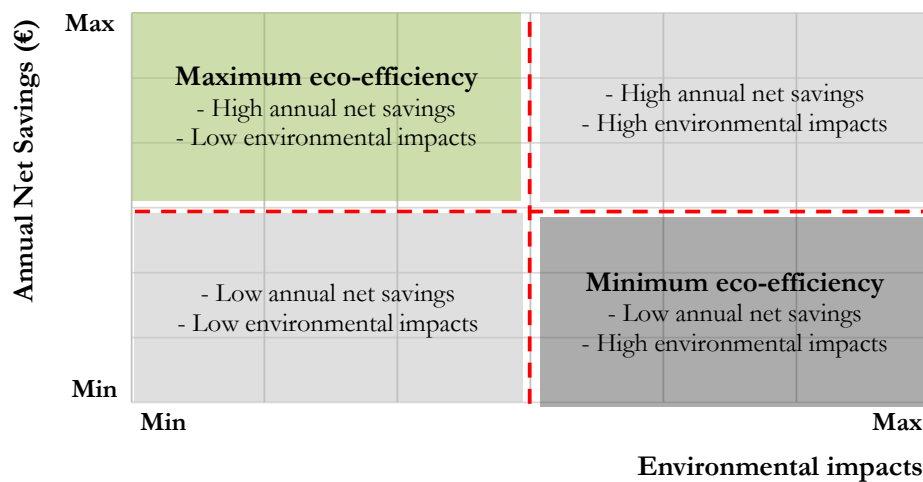 Annual Net Savings (€)
Max
Maximum eco-efficiency
- High annual net savings
- Low environmental impacts
- High annual net savings
- High environmental impacts
- Low annual net savings
- Low environmental impacts
Minimum eco-efficiency
- Low annual net savings
- High environmental impacts
Min
Min
Max
Environmental impacts